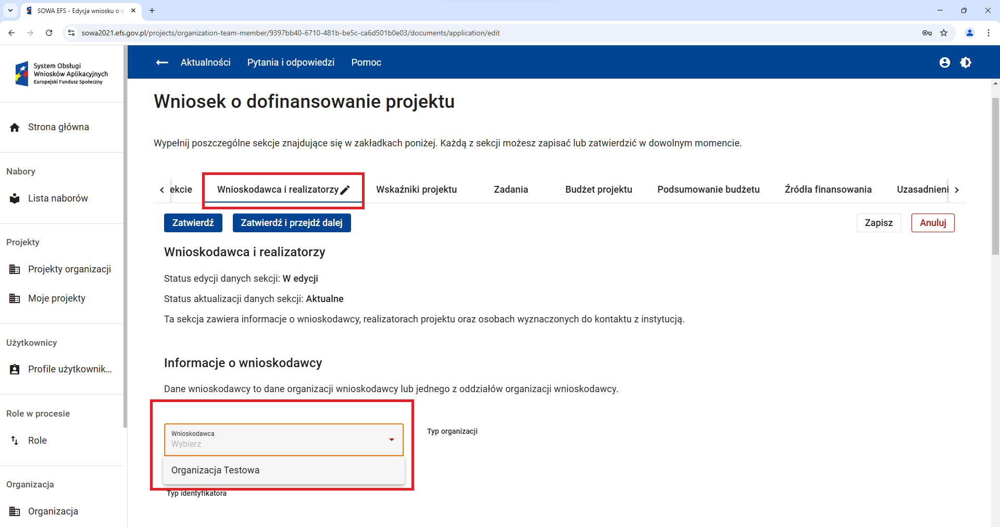 SOWA EFS - Edycja wniosku o d
sowa2021.efs.gov.pl/projects/organization-team-member/9397bb40-6710-481b-be5c-ca6d501b0e03/documents/application/edit
System Obsługi
Wniosków Aplikacyjnych
Europejski Fundusz Społeczny
Aktualności
Pytania i odpowiedzi
Pomoc
Strona główna
Nabory
Lista naborów
Projekty
Projekty organizacji
Moje projekty
Użytkownicy
Profile użytkownik...
Role w procesie
Role
Organizacja
Organizacja
Wniosek o dofinansowanie projektu
Wypełnij poszczególne sekcje znajdujące się w zakładkach poniżej. Każdą z sekcji możesz zapisać lub zatwierdzić w dowolnym momencie.
ekcie
Wnioskodawca i realizatorzy
Wskaźniki projektu
Zadania
Budżet projektu
Podsumowanie budżetu
Źródła finansowania
Uzasadnieni
Zatwierdź
Zatwierdź i przejdź dalej
Zapisz
Anuluj
Wnioskodawca i realizatorzy
Status edycji danych sekcji: W edycji
Status aktualizacji danych sekcji: Aktualne
Ta sekcja zawiera informacje o wnioskodawcy, realizatorach projektu oraz osobach wyznaczonych do kontaktu z instytucją.
Informacje o wnioskodawcy
Dane wnioskodawcy to dane organizacji wnioskodawcy lub jednego z oddziałów organizacji wnioskodawcy.
Wnioskodawca
Wybierz
Typ organizacji
Organizacja Testowa
Typ identyfikatora